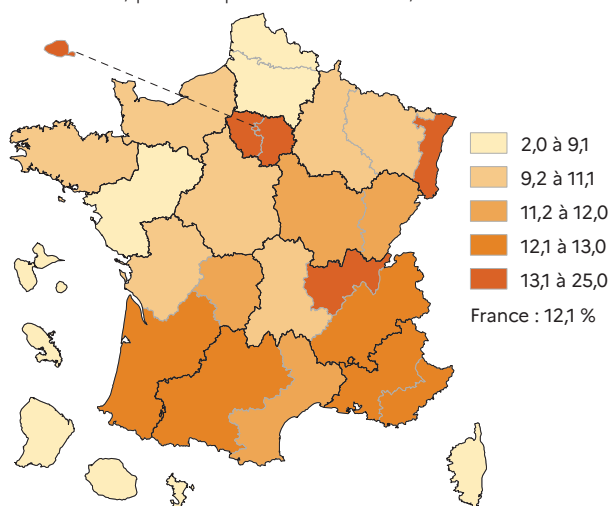 2,0 à 9,1
9,2 à 11,1
11,2 à 12,0
12,1 à 13,0
13,1 à 25,0
France : 12,1 %